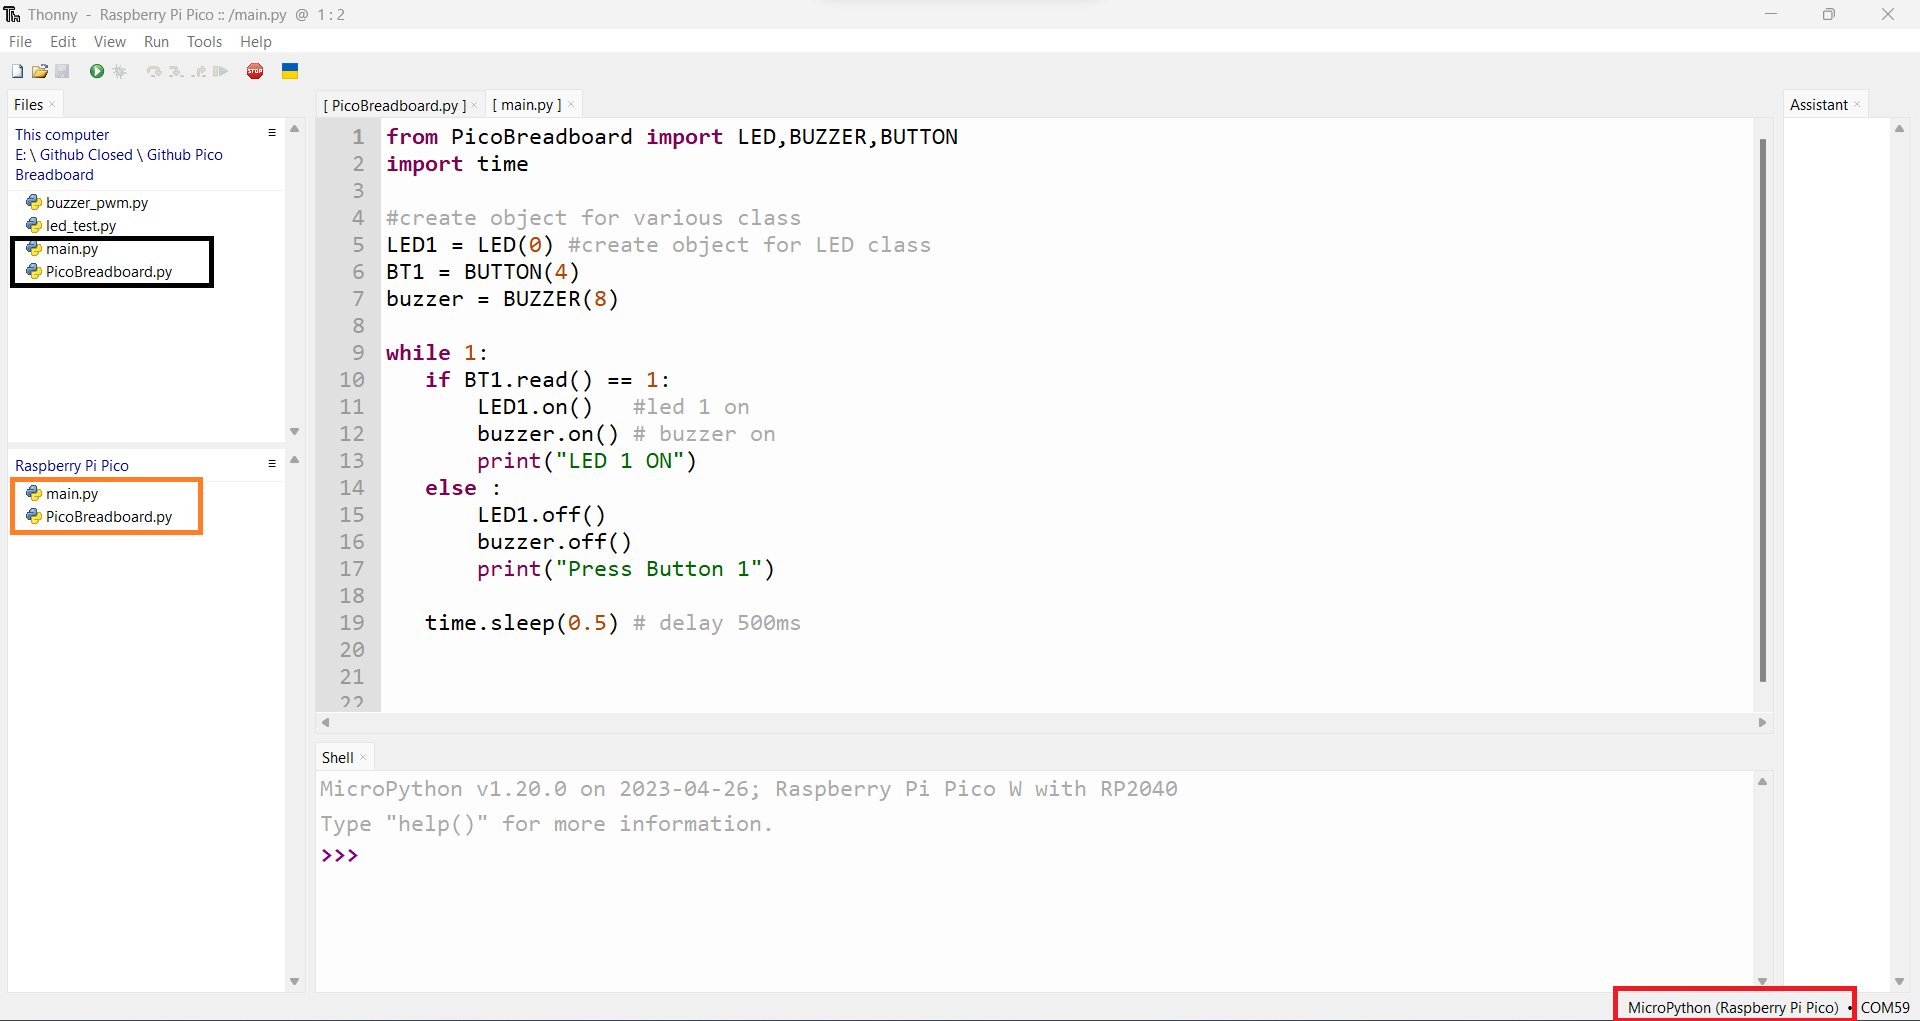 Thonny - Raspberry Pi Pico :: /main.py @ 1 : 2
File Edit View Run Tools Help
STOP
Files
This computer
E: \ Github Closed \ Github Pico
Breadboard
buzzer_pwm.py
led_test.py
main.py
PicoBreadboard.py
Raspberry Pi Pico
main.py
PicoBreadboard.py
[ PicoBreadboard.py ] [ main.py ]
1 from PicoBreadboard import LED,BUZZER,BUTTON
2 import time
3
4 #create object for various class
5 LED1 = LED(0) #create object for LED class
6 BT1 = BUTTON(4)
7 buzzer = BUZZER(8)
8
9 while 1:
10    if BT1.read() == 1:
11        LED1.on()   #led 1 on
12        buzzer.on() # buzzer on
13        print("LED 1 ON")
14    else :
15        LED1.off()
16        buzzer.off()
17        print("Press Button 1")
18
19    time.sleep(0.5) # delay 500ms
20
21
22
Shell
MicroPython v1.20.0 on 2023-04-26; Raspberry Pi Pico W with RP2040
Type "help()" for more information.
>>>
Assistant
MicroPython (Raspberry Pi Pico) • COM59